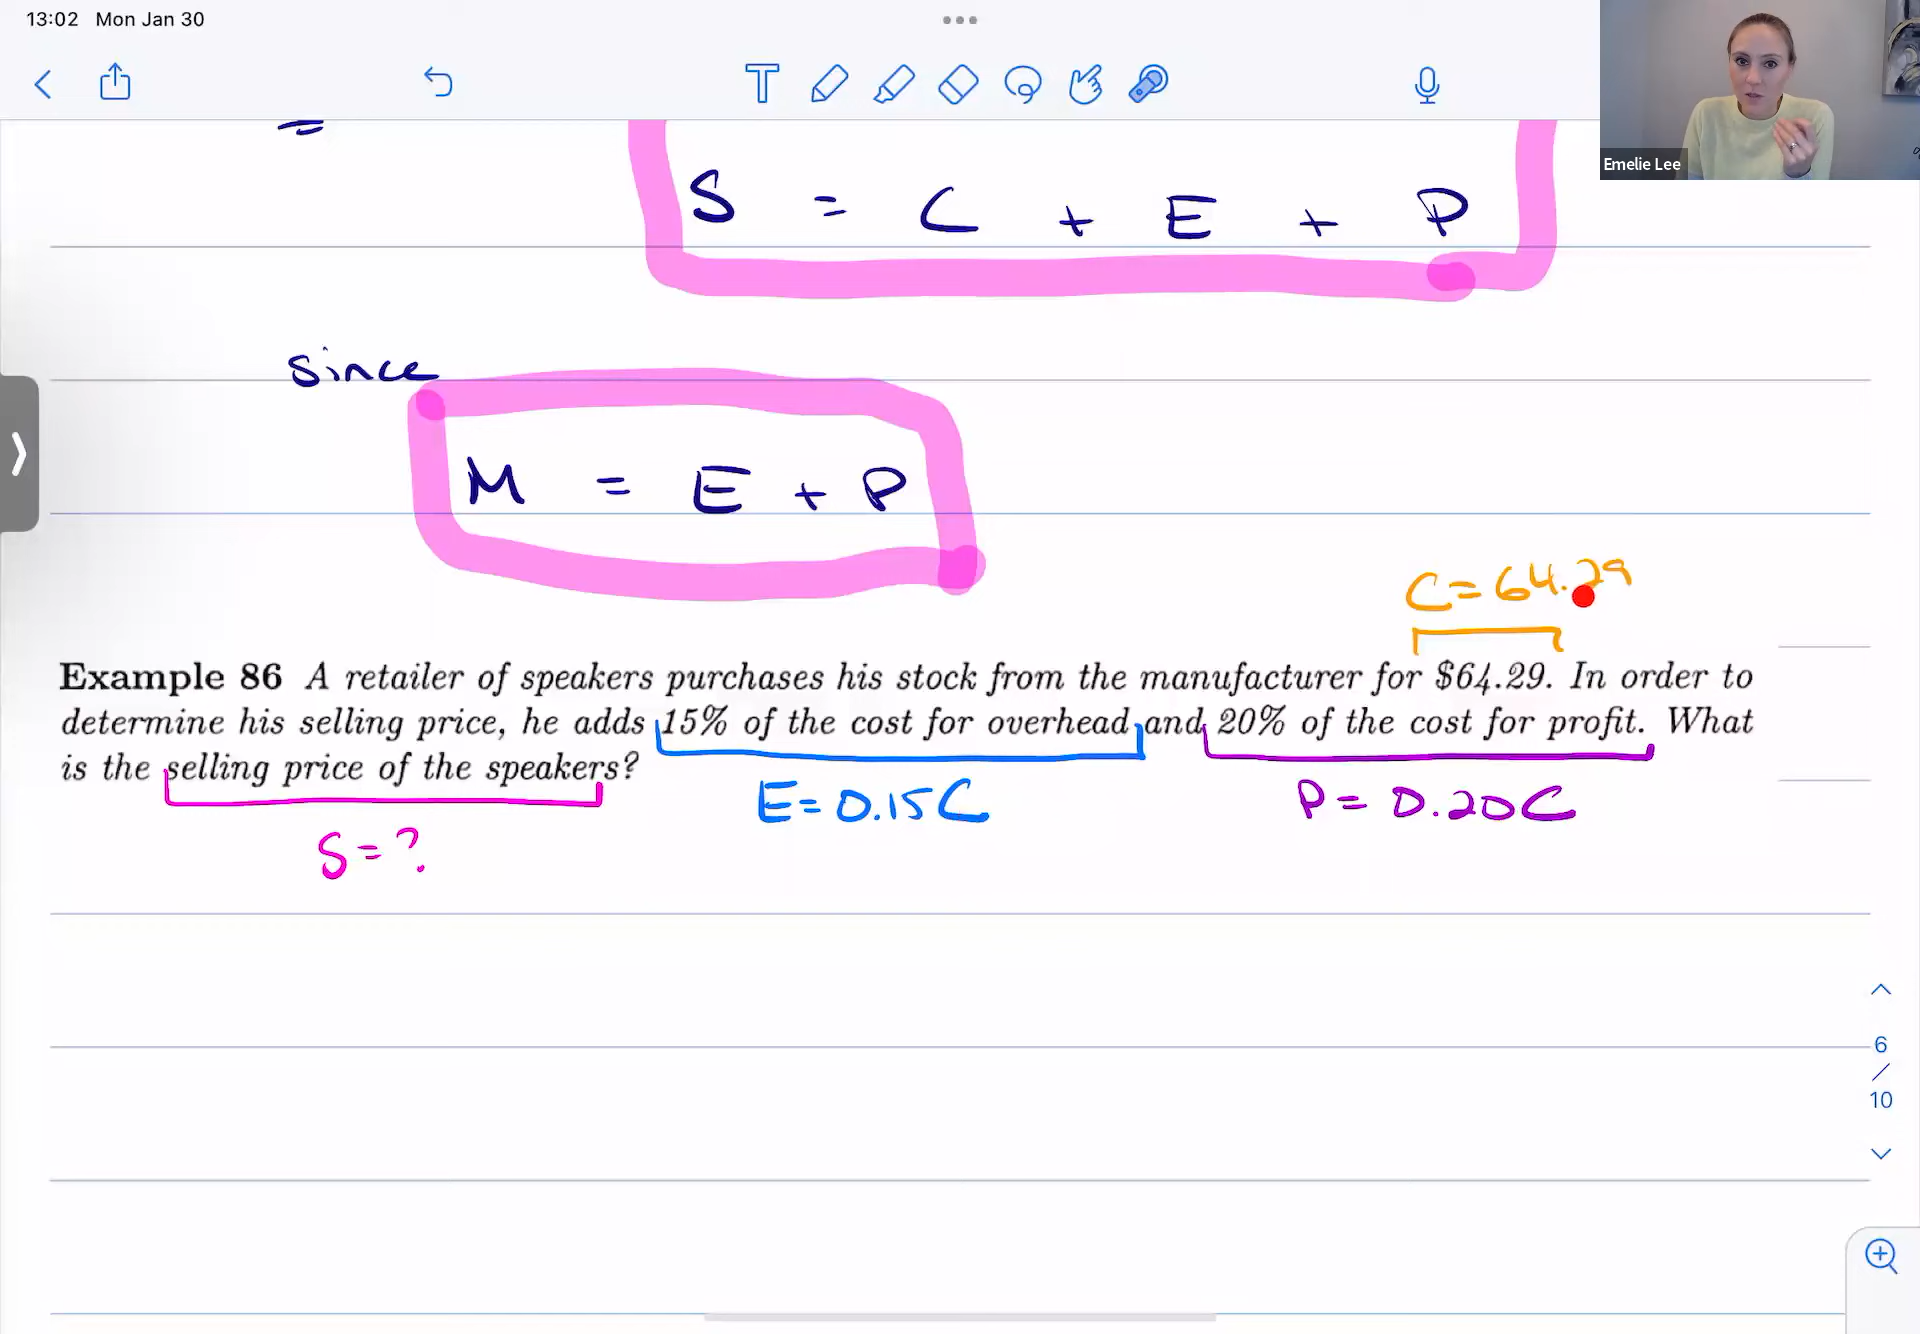 13:02 Mon Jan 30
Emelie Lee
=
S = C + E + P
since
M = E + P
C = 64.29
Example 86 A retailer of speakers purchases his stock from the manufacturer for $64.29. In order to
determine his selling price, he adds 15% of the cost for overhead and 20% of the cost for profit. What
is the selling price of the speakers?
E = 0.15C
P = 0.20C
S = ?
6
/
10